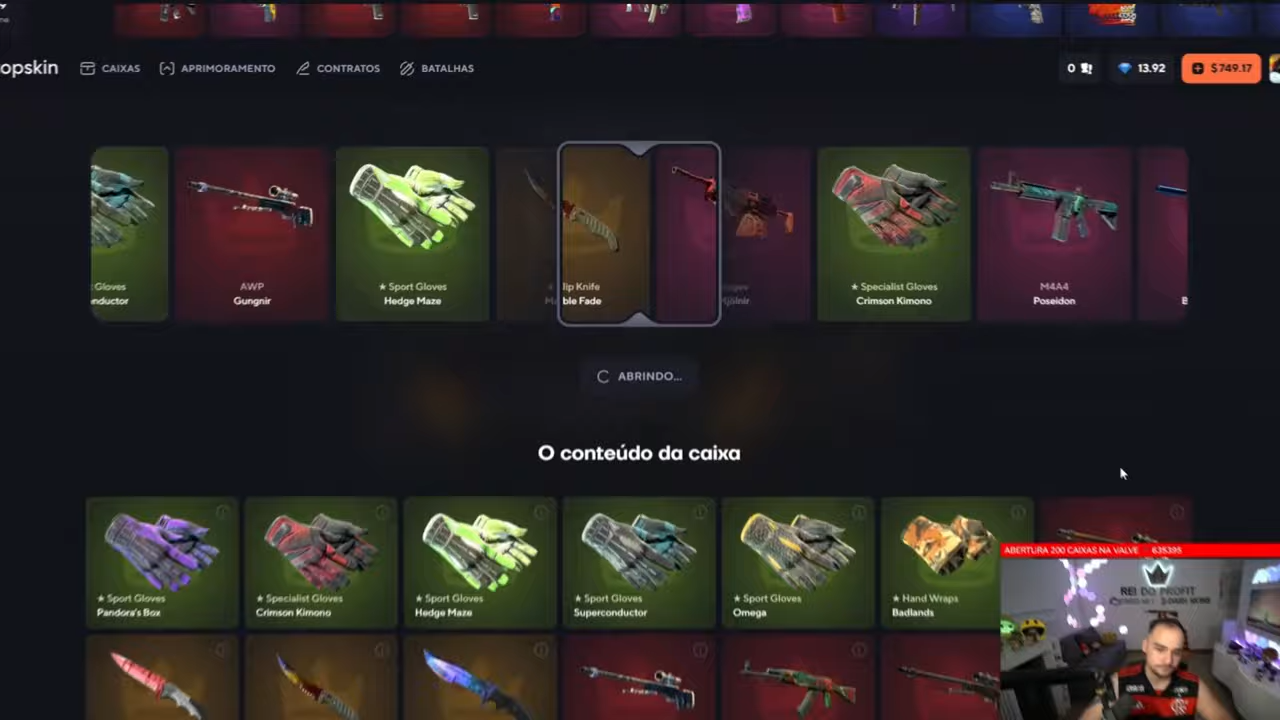 opskin
CAIXAS
APRIMORAMENTO
CONTRATOS
BATALHAS
0
13.92
$749.17
Gloves
nductor
AWP
Gungnir
★ Sport Gloves
Hedge Maze
lip Knife
ble Fade
Mjölnir
★ Specialist Gloves
Crimson Kimono
M4A4
Poseidon
B
ABRINDO...
O conteúdo da caixa
★ Sport Gloves
Pandora's Box
★ Specialist Gloves
Crimson Kimono
★ Sport Gloves
Hedge Maze
★ Sport Gloves
Superconductor
★ Sport Gloves
Omega
★ Hand Wraps
Badlands
ABERTURA 200 CAIXAS NA VALVE 635395
REI DO PROFIT